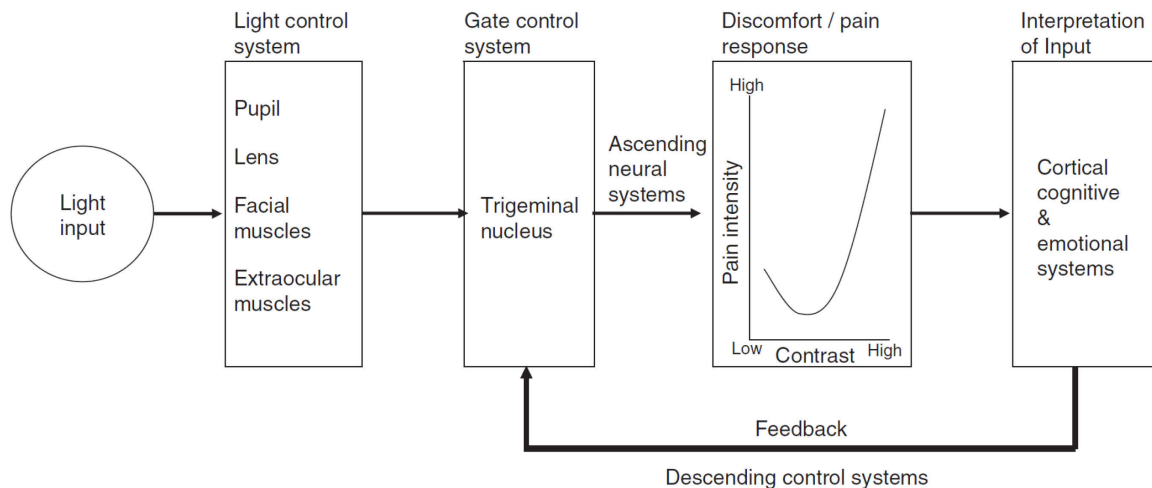 Light control
system
Gate control
system
Discomfort / pain
response
Interpretation
of Input
Light
input
Pupil
Lens
Facial
muscles
Extraocular
muscles
Trigeminal
nucleus
Ascending
neural
systems
High
Pain intensity
Low
Contrast
High
Cortical
cognitive
&
emotional
systems
Feedback
Descending control systems